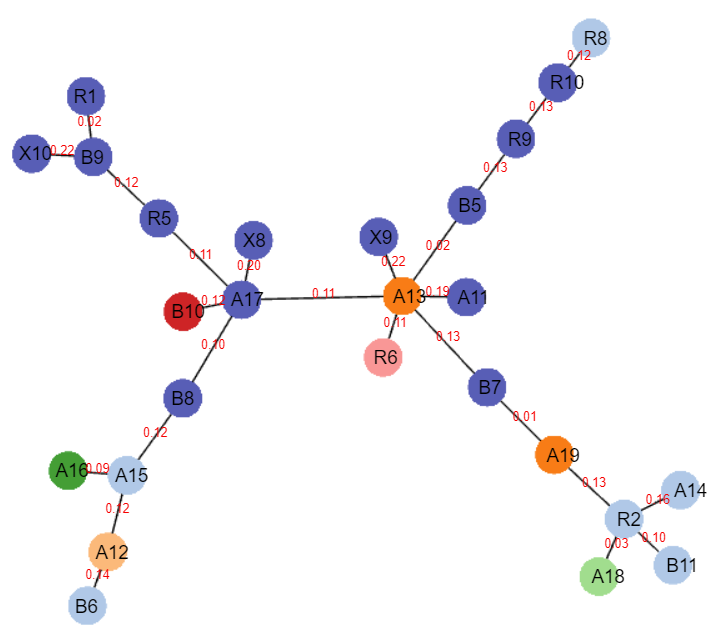 R8
0.12
R10
R1
0.13
0.02
R9
X10
0.22
B9
0.13
0.12
B5
R5
X9
X8
0.02
0.11
0.22
0.20
A17
0.11
A13
0.19
A11
B10
0.12
0.11
0.13
0.10
R6
B7
B8
0.01
0.12
A19
A16
0.09
A15
0.13
A14
0.16
0.12
R2
0.03
0.10
A12
B11
0.14
A18
B6